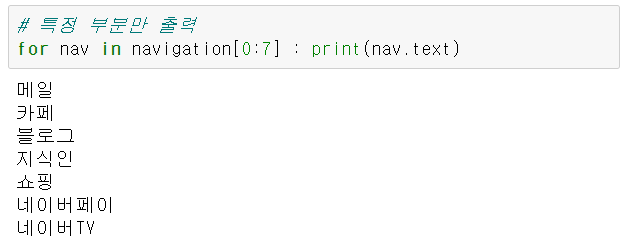 # 특정 부분만 출력
for nav in navigation[0:7] : print(nav.text)
메일
카페
블로그
지식인
쇼핑
네이버페이
네이버TV